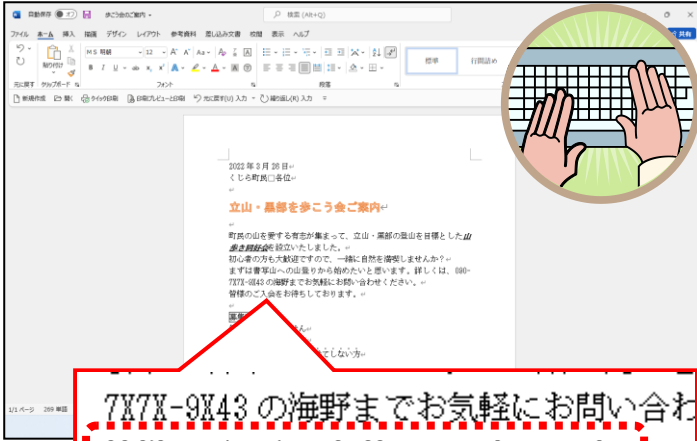 自動保存 オフ 歩こう会のご案内 検索 (Alt+Q)
ファイル ホーム 挿入 描画 デザイン レイアウト 参考資料 差し込み文書 校閲 表示 ヘルプ 共有
貼り付け MS 明朝 12 標準 行間詰め
元に戻す クリップボード フォント 段落
新規作成 開く クイック印刷 印刷プレビューと印刷 元に戻す(U) 入力 繰り返し(R) 入力
2022 年 3 月 26 日
くじら町民□各位
立山・黒部を歩こう会ご案内
町民の山を愛する有志が集まって、立山・黒部の登山を目標とした山
歩き同好会を設立いたしました。
初心者の方も大歓迎ですので、一緒に自然を満喫しませんか？
まずは書写山への山登りから始めたいと思います。詳しくは、090-
7X7X-9X43 の海野までお気軽にお問い合わせください。
皆様のご入会をお待ちしております。
募集
せん
てしない方
1/1 ページ 269 単語
7X7X-9X43 の海野までお気軽にお問い合わ